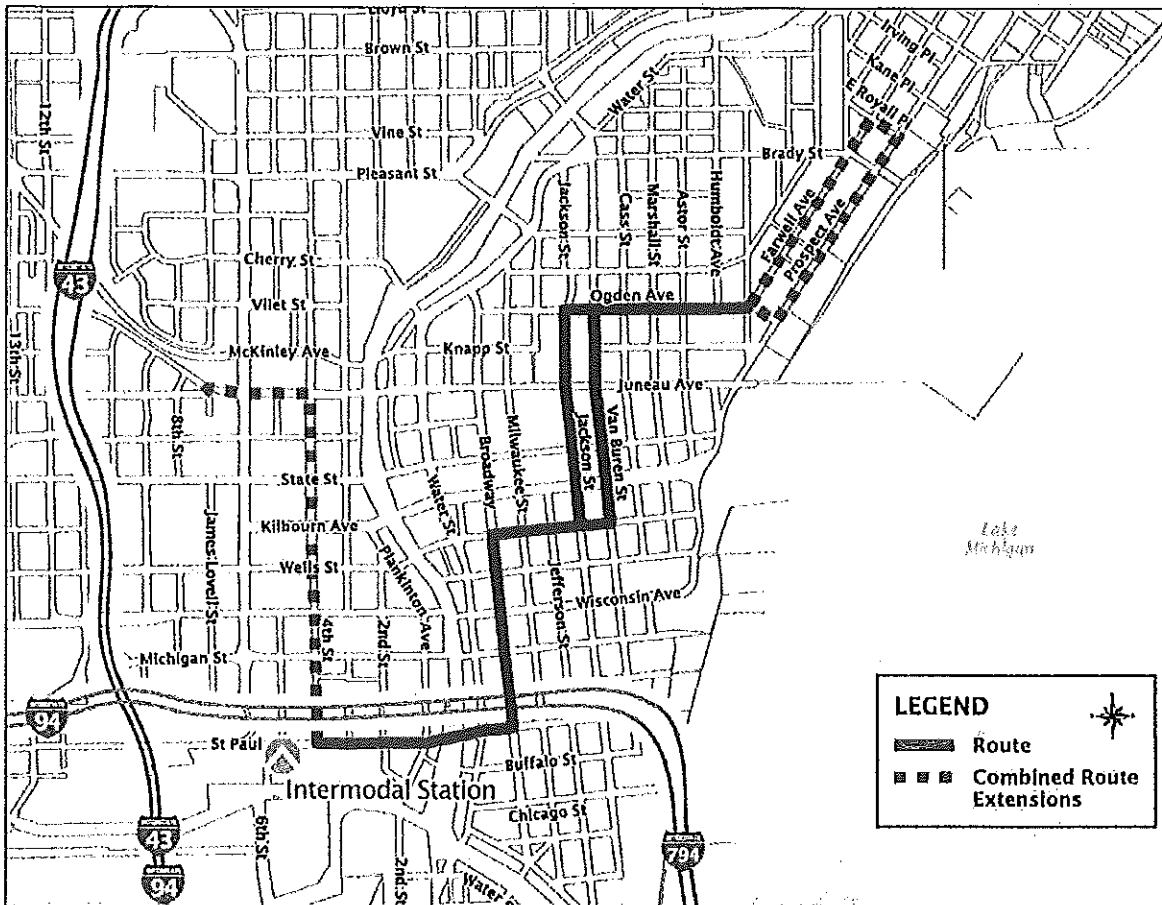 Lloyd St
Brown St
Irving Pl
Kane Pl
E Royall Pl
Water St
12th St
Vine St
Pleasant St
Brady St
Jackson St
Cass St
Marshall St
Astor St
Humboldt Ave
Farwell Ave
Prospect Ave
Cherry St
43
Vliet St
Ogden Ave
13th St
McKinley Ave
Knapp St
Juneau Ave
8th St
Milwaukee St
Broadway
Jackson St
Van Buren St
State St
Water St
James Lovell St
Kilbourn Ave
Lake
Michigan
Wells St
Plankinton Ave
Jefferson St
Wisconsin Ave
4th St
2nd St
Michigan St
94
St Paul
Intermodal Station
Buffalo St
Chicago St
43
94
6th St
2nd St
Water
794
LEGEND
Route
Combined Route
Extensions